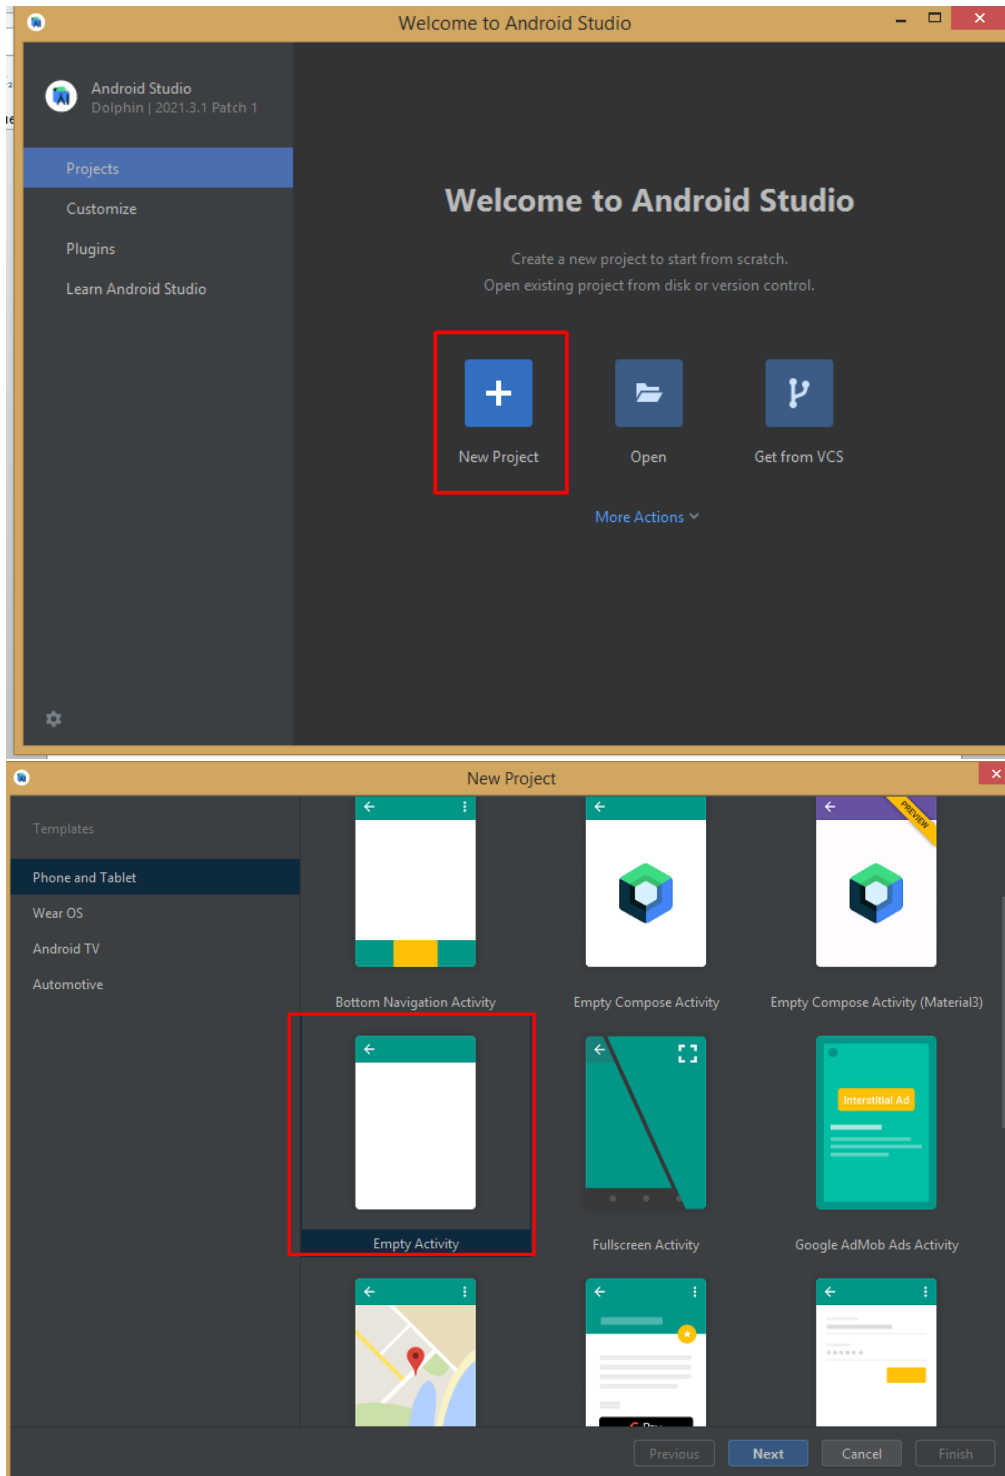 Welcome to Android Studio
Android Studio
Dolphin | 2021.3.1 Patch 1
Projects
Customize
Plugins
Learn Android Studio
Welcome to Android Studio
Create a new project to start from scratch.
Open existing project from disk or version control.
New Project
Open
Get from VCS
More Actions
New Project
Templates
Phone and Tablet
Wear OS
Android TV
Automotive
PREVIEW
Bottom Navigation Activity
Empty Compose Activity
Empty Compose Activity (Material3)
Interstitial Ad
Empty Activity
Fullscreen Activity
Google AdMob Ads Activity
Previous
Next
Cancel
Finish